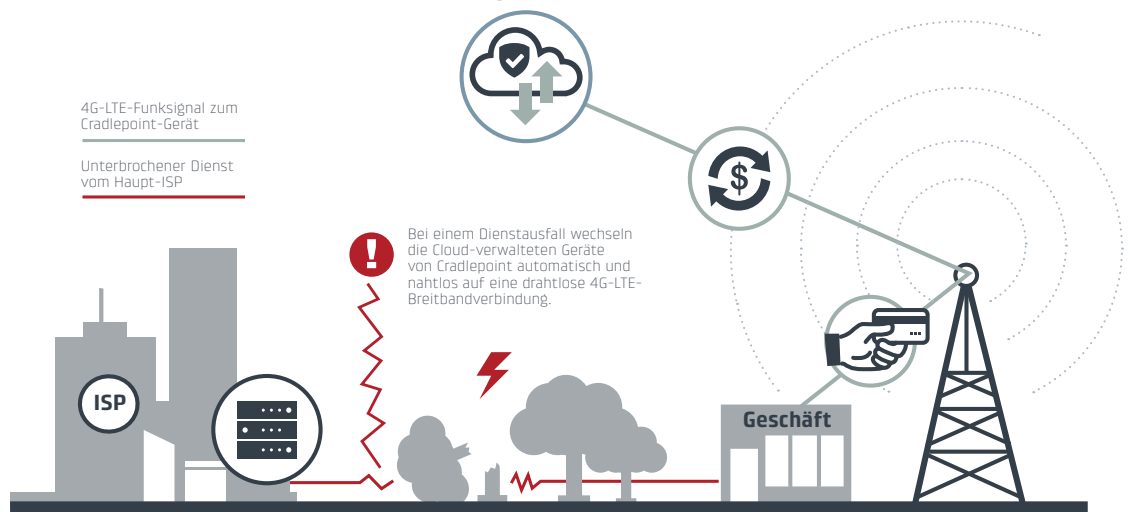 4G-LTE-Funksignal zum
Cradlepoint-Gerät
Unterbrochener Dienst
vom Haupt-ISP
Bei einem Dienstausfall wechseln
die Cloud-verwalteten Geräte
von Cradlepoint automatisch und
nahtlos auf eine drahtlose 4G-LTE-
Breitbandverbindung.
$
!
ISP
Geschäft